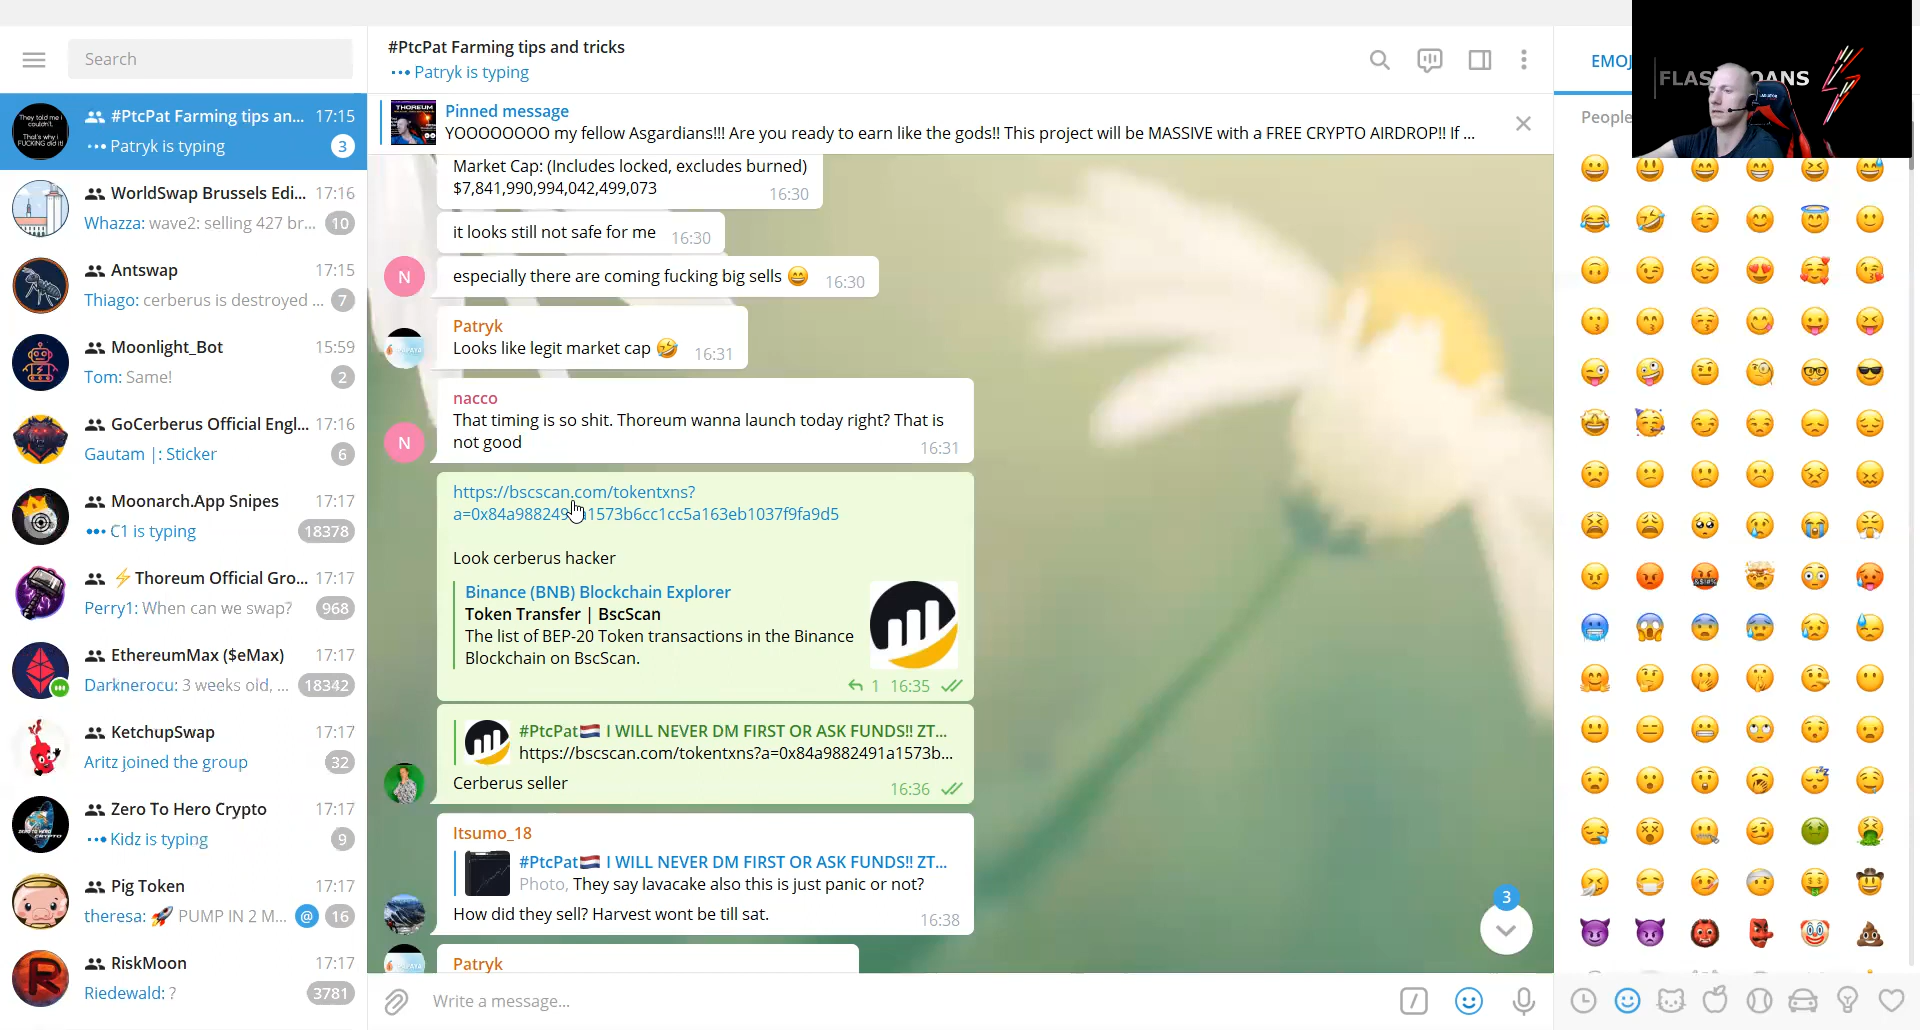 Search
#PtcPat Farming tips an... 17:15
Patryk is typing 3
WorldSwap Brussels Edi... 17:16
Whazza: wave2: selling 427 br... 10
Antswap 17:15
Thiago: cerberus is destroyed ... 7
Moonlight_Bot 15:59
Tom: Same! 2
GoCerberus Official Engl... 17:16
Gautam |: Sticker 6
Moonarch.App Snipes 17:17
C1 is typing 18378
⚡Thoreum Official Gro... 17:17
Perry1: When can we swap? 968
EthereumMax ($eMax) 17:17
Darknerocu: 3 weeks old, ... 18342
KetchupSwap 17:17
Aritz joined the group 32
Zero To Hero Crypto 17:17
Kidz is typing 9
Pig Token 17:17
theresa: 🚀 PUMP IN 2 M... @ 16
RiskMoon 17:17
Riedewald: ? 3781
They told me I
couldn't.
That's why I
FUCKING did it!
#PtcPat Farming tips and tricks
Patryk is typing
THOREUM
Pinned message
YOOOOOOOO my fellow Asgardians!!! Are you ready to earn like the gods!! This project will be MASSIVE with a FREE CRYPTO AIRDROP!! If ...
Market Cap: (Includes locked, excludes burned)
$7,841,990,994,042,499,073 16:30
it looks still not safe for me 16:30
N especially there are coming fucking big sells 😄 16:30
Patryk
Looks like legit market cap 🤣 16:31
nacco
That timing is so shit. Thoreum wanna launch today right? That is
not good 16:31
N
https://bscscan.com/tokentxns?
Look cerberus hacker
Binance (BNB) Blockchain Explorer
Token Transfer | BscScan
The list of BEP-20 Token transactions in the Binance
Blockchain on BscScan.
1 16:35
#PtcPat🇳🇱 I WILL NEVER DM FIRST OR ASK FUNDS!! ZT...
https://bscscan.com/tokentxns?a=0x84a9882491a1573b...
Cerberus seller 16:36
Itsumo_18
#PtcPat🇳🇱 I WILL NEVER DM FIRST OR ASK FUNDS!! ZT...
Photo, They say lavacake also this is just panic or not?
How did they sell? Harvest wont be till sat. 16:38
Patryk
3
Write a message...
People